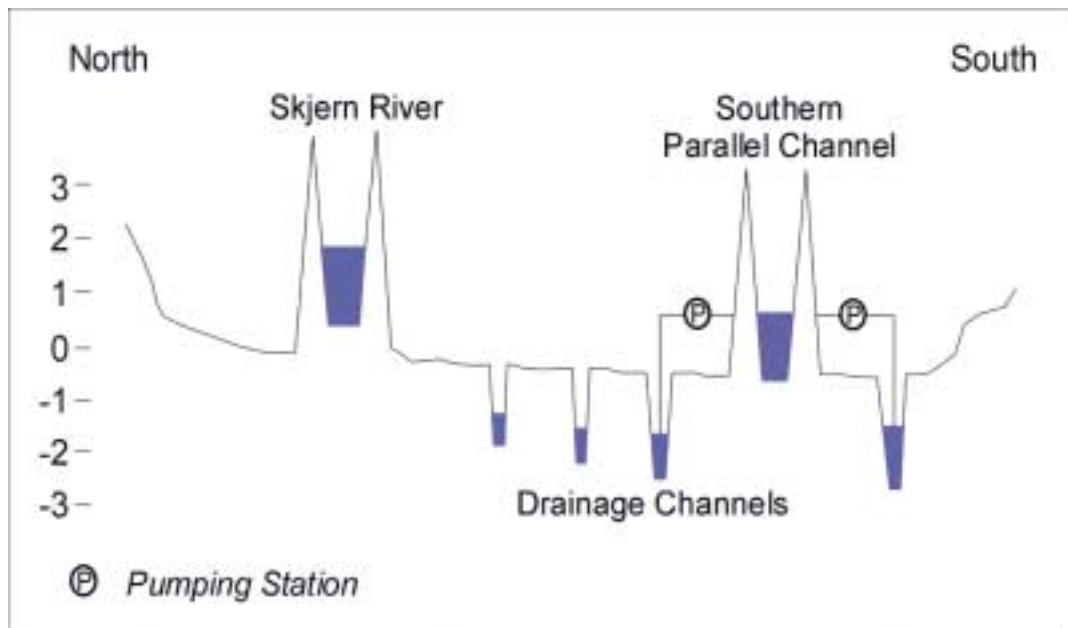 North
South
Skjern River
Southern
Parallel Channel
3
2
1
0
-1
-2
-3
P
P
Drainage Channels
P Pumping Station